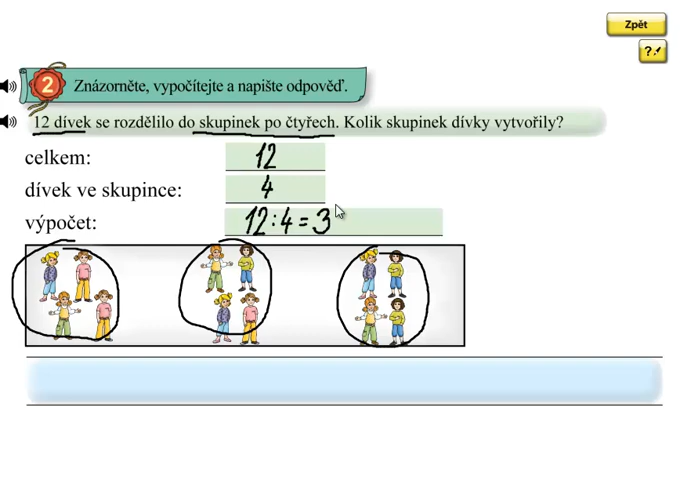 Zpět
?
2 Znázorněte, vypočítejte a napište odpověď.
12 dívek se rozdělilo do skupinek po čtyřech. Kolik skupinek dívky vytvořily?
celkem: 12
dívek ve skupince: 4
výpočet: 12:4=3